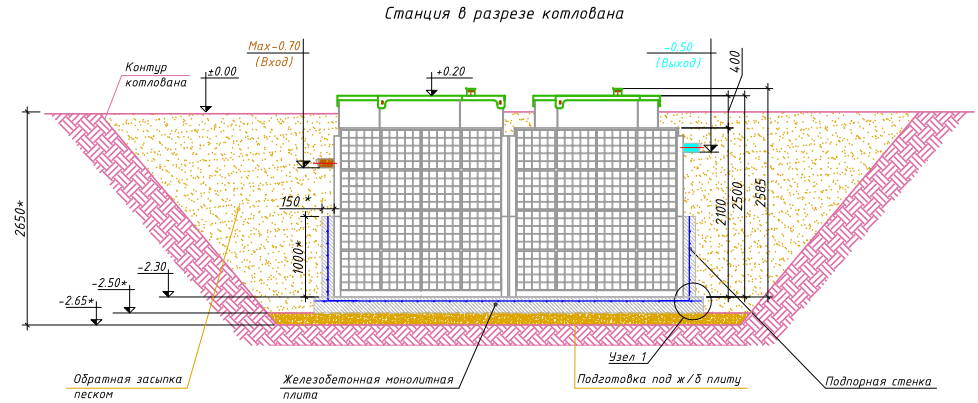 Станция в разрезе котлована
Max-0.70
(Вход)
-0.50
(Выход)
400
Контур
котлована
±0.00
+0.20
2650*
150*
1000*
2100
2500
2585
-2.30
-2.50*
-2.65*
Узел 1
Обратная засыпка
песком
Железобетонная монолитная
плита
Подготовка под ж/б плиту
Подпорная стенка